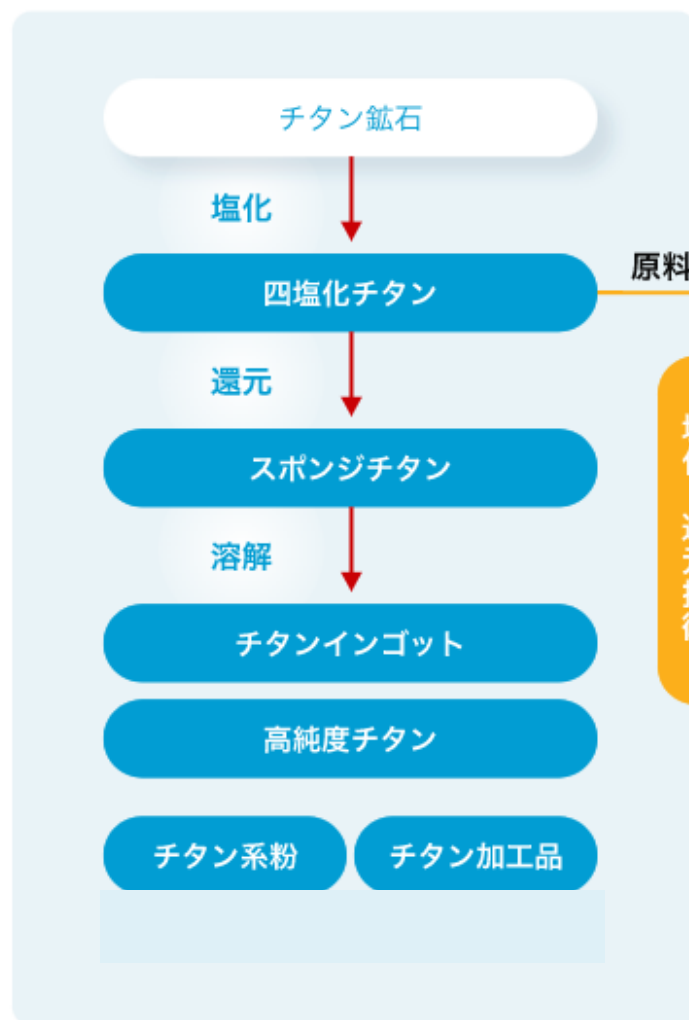 チタン鉱石
塩化
四塩化チタン
原料
還元
スポンジチタン
溶解
チタンインゴット
高純度チタン
チタン系粉
チタン加工品